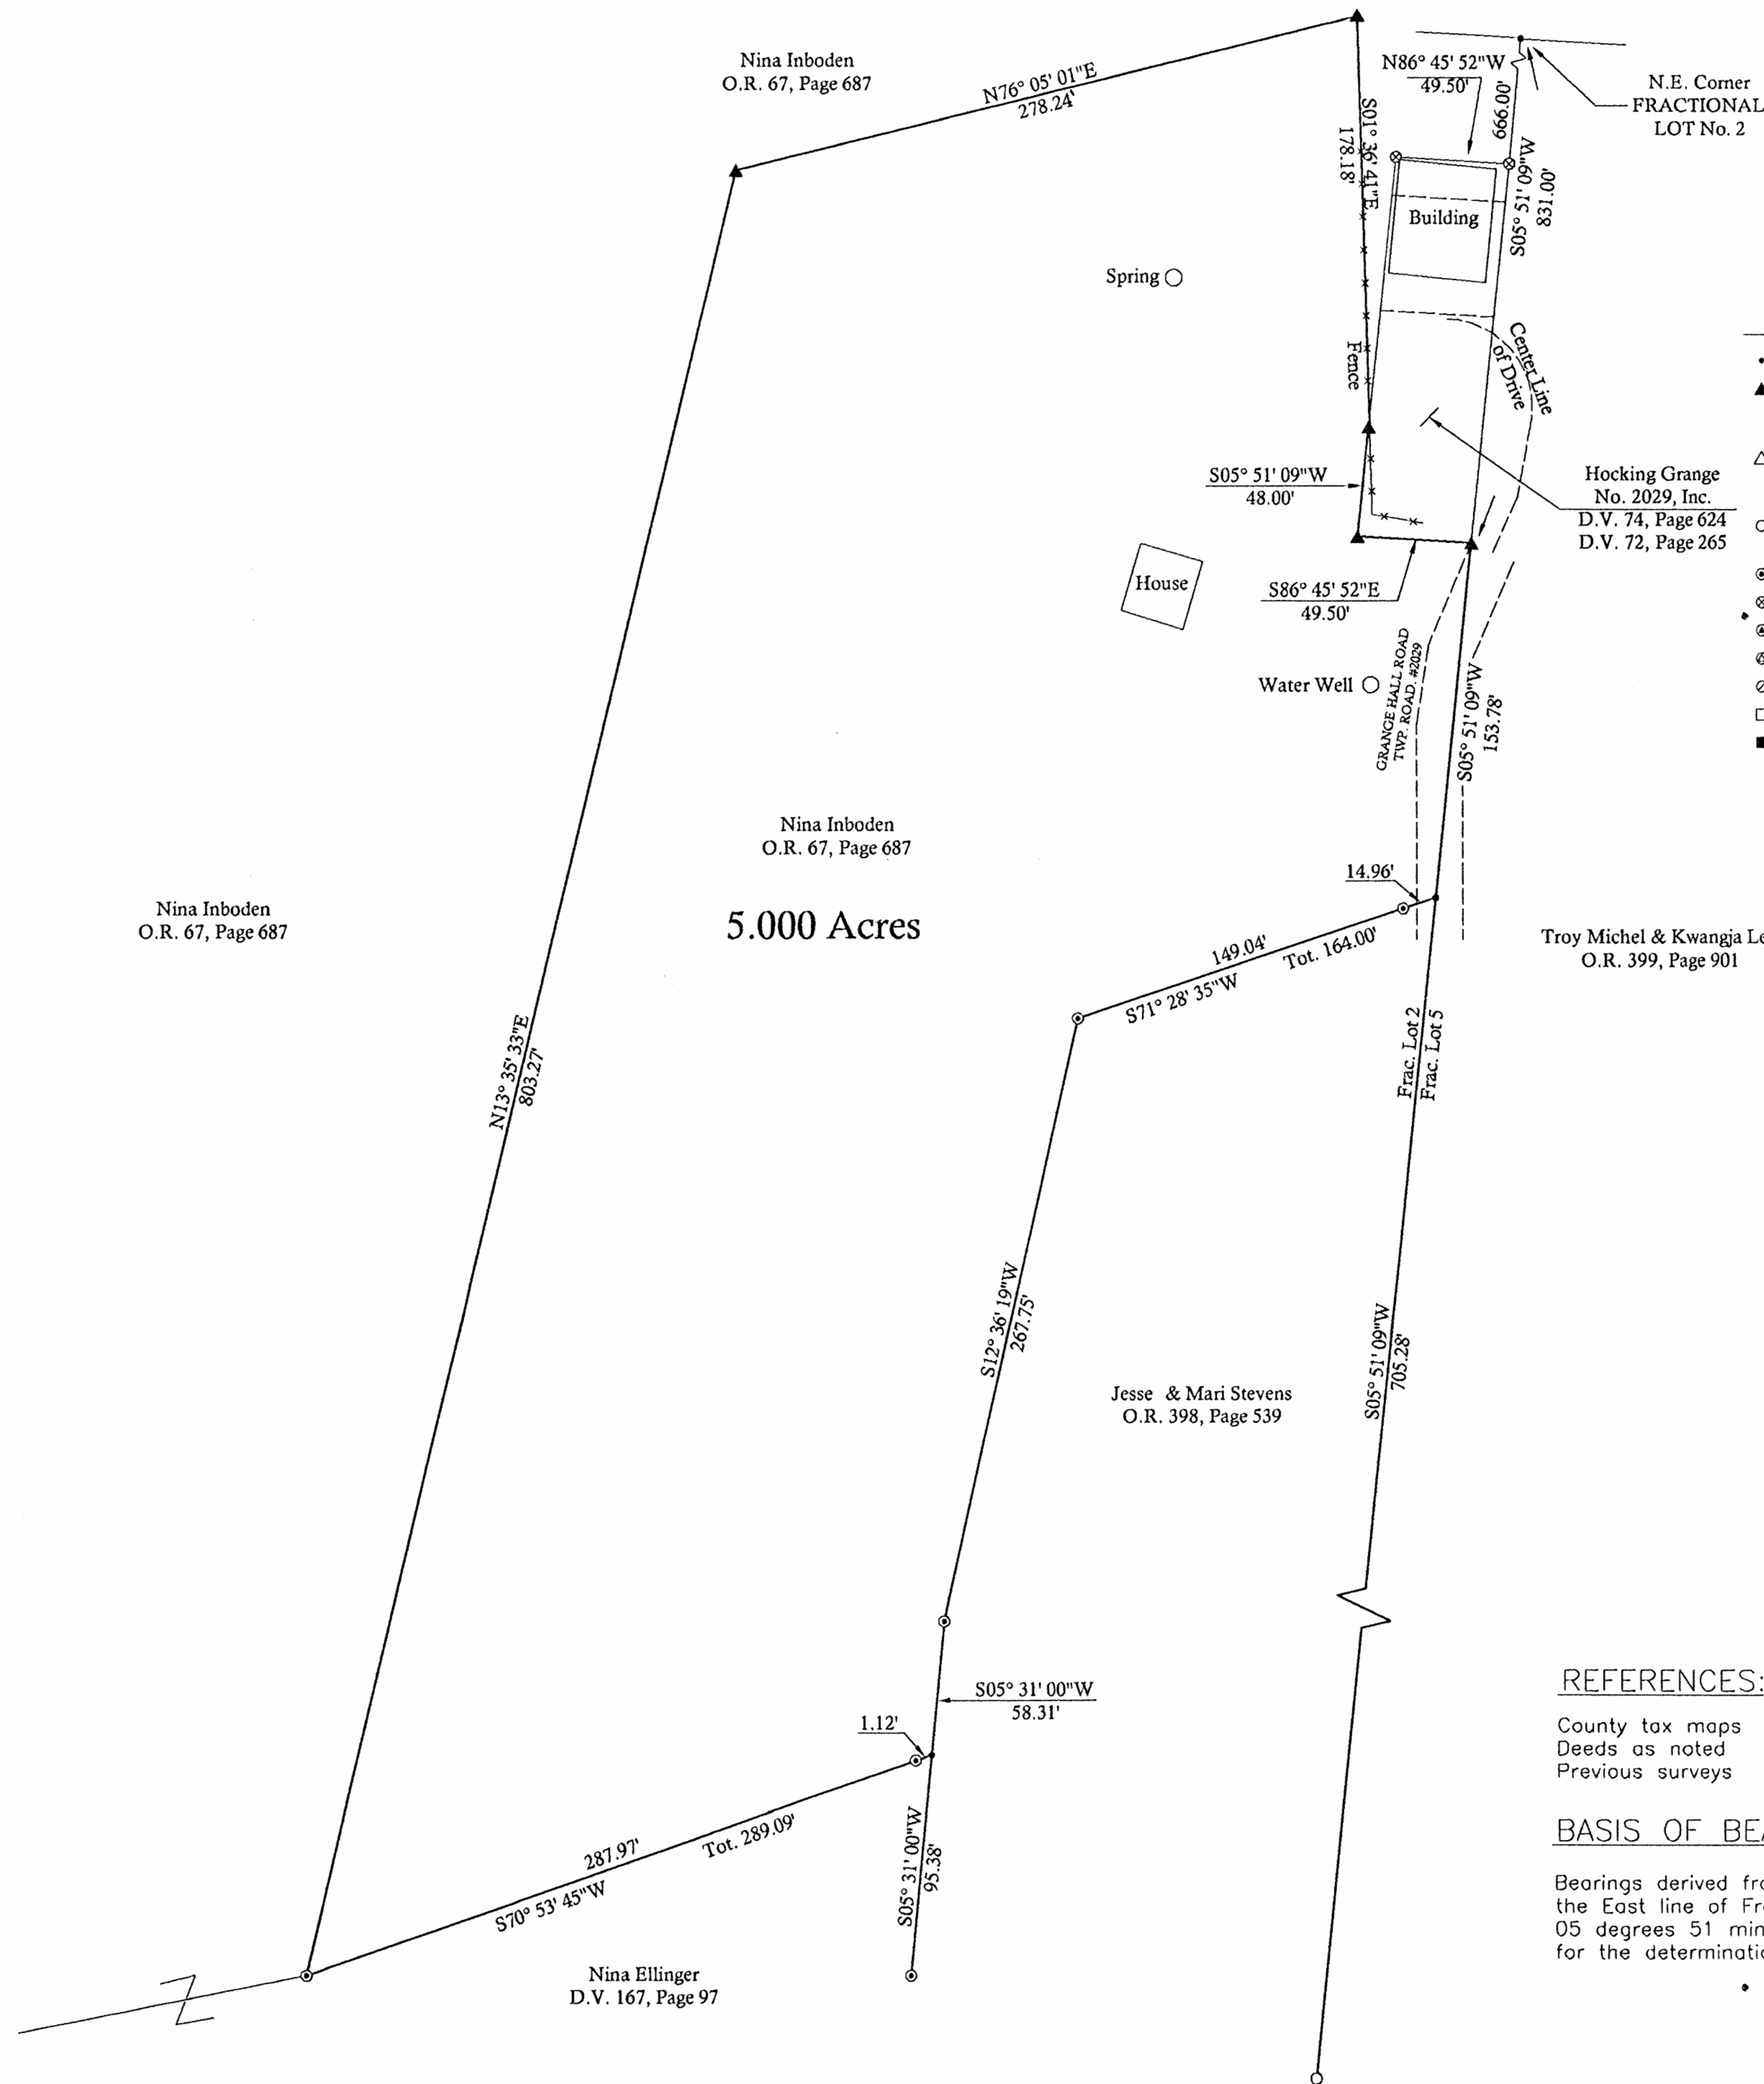 Nina Inboden
O.R. 67, Page 687
N76° 05' 01"E
278.24'
N86° 45' 52"W
49.50'
666.00'
N.E. Corner
FRACTIONAL
LOT No. 2
S01° 36' 41"E
178.18'
S05° 51' 09"W
831.00'
Building
Spring
Fence
Center Line
of Drive
S05° 51' 09"W
48.00'
Hocking Grange
No. 2029, Inc.
D.V. 74, Page 624
D.V. 72, Page 265
House
S86° 45' 52"E
49.50'
GRANGE HALL ROAD
TWP. ROAD. #2029
Water Well
S05° 51' 09"W
153.78'
Nina Inboden
O.R. 67, Page 687
5.000 Acres
Nina Inboden
O.R. 67, Page 687
14.96'
149.04'
Tot. 164.00'
S71° 28' 35"W
Troy Michel & Kwangja Le
O.R. 399, Page 901
N13° 35' 33"E
803.27'
Frac. Lot 2
Frac. Lot 5
S12° 36' 19"W
267.75'
S05° 51' 09"W
705.28'
Jesse & Mari Stevens
O.R. 398, Page 539
S05° 31' 00"W
58.31'
1.12'
287.97'
Tot. 289.09'
S70° 53' 45"W
S05° 31' 00"W
95.38'
Nina Ellinger
D.V. 167, Page 97
REFERENCES:
County tax maps
Deeds as noted
Previous surveys
BASIS OF BEA
Bearings derived fro
the East line of Fr
05 degrees 51 min
for the determinatio